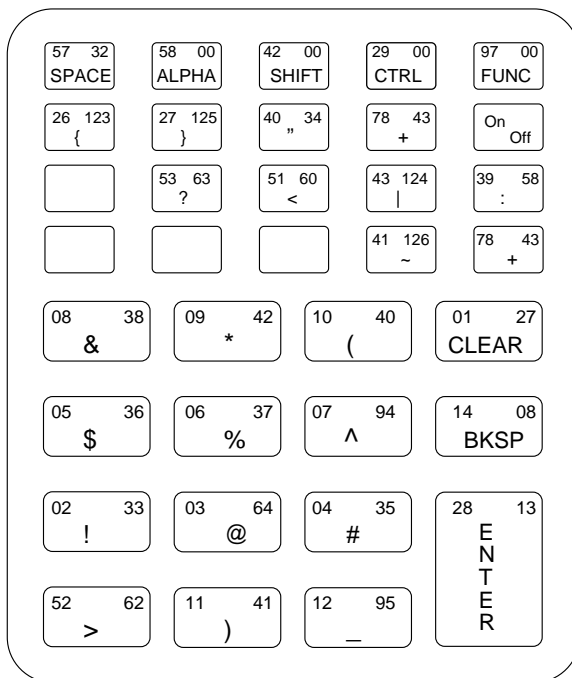 57 32 58 00 42 00 29 00 97 00
SPACE ALPHA SHIFT CTRL FUNC
26 123 27 125 40 34 78 43 On
{ } ” + Off
53 63 51 60 43 124 39 58
? < | :
41 126 78 43
~ +
08 38 09 42 10 40 01 27
& * ( CLEAR
05 36 06 37 07 94 14 08
$ % ^ BKSP
02 33 03 64 04 35 28 13
! @ # ENTER
52 62 11 41 12 95
> ) _